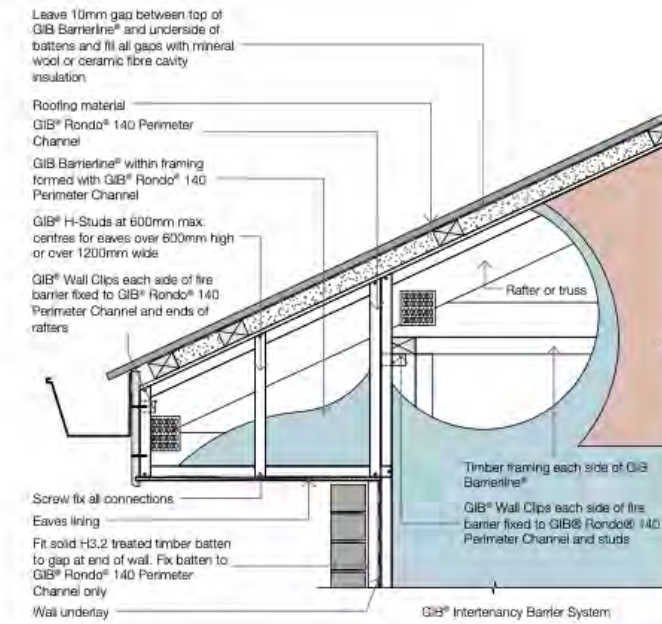 Leave 10mm gap between top of
GIB Barrierline® and underside of
battens and fill all gaps with mineral
wool or ceramic fibre cavity
insulation
Roofing material
GIB® Rondo® 140 Perimeter
Channel
GIB Barrierline® within framing
formed with GIB® Rondo® 140
Perimeter Channel
GIB® H-Studs at 600mm max.
centres for eaves over 600mm high
or over 1200mm wide
GIB® Wall Clips each side of fire
barrier fixed to GIB® Rondo® 140
Perimeter Channel and ends of
rafters
Rafter or truss
Timber framing each side of GIB
Barrierline®
GIB® Wall Clips each side of fire
barrier fixed to GIB® Rondo® 140
Perimeter Channel and studs
Screw fix all connections
Eaves lining
Fit solid H3.2 treated timber batten
to gap at end of wall. Fix batten to
GIB® Rondo® 140 Perimeter
Channel only
Wall underlay
GIB® Intertenancy Barrier System